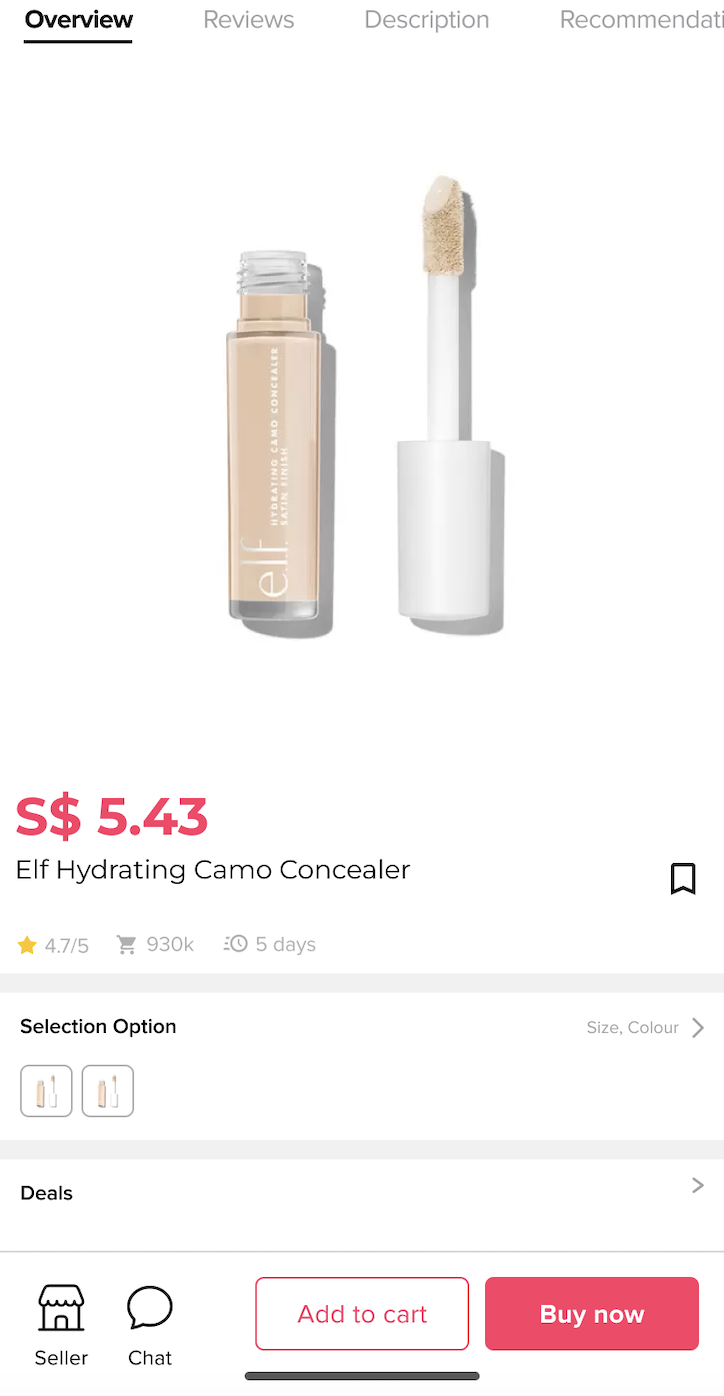 Overview Reviews Description Recommendati
HYDRATING CAMO CONCEALER
SATIN FINISH
e.l.f.
S$ 5.43
Elf Hydrating Camo Concealer
4.7/5 930k 5 days
Selection Option Size, Colour
Deals
Add to cart Buy now
Seller Chat